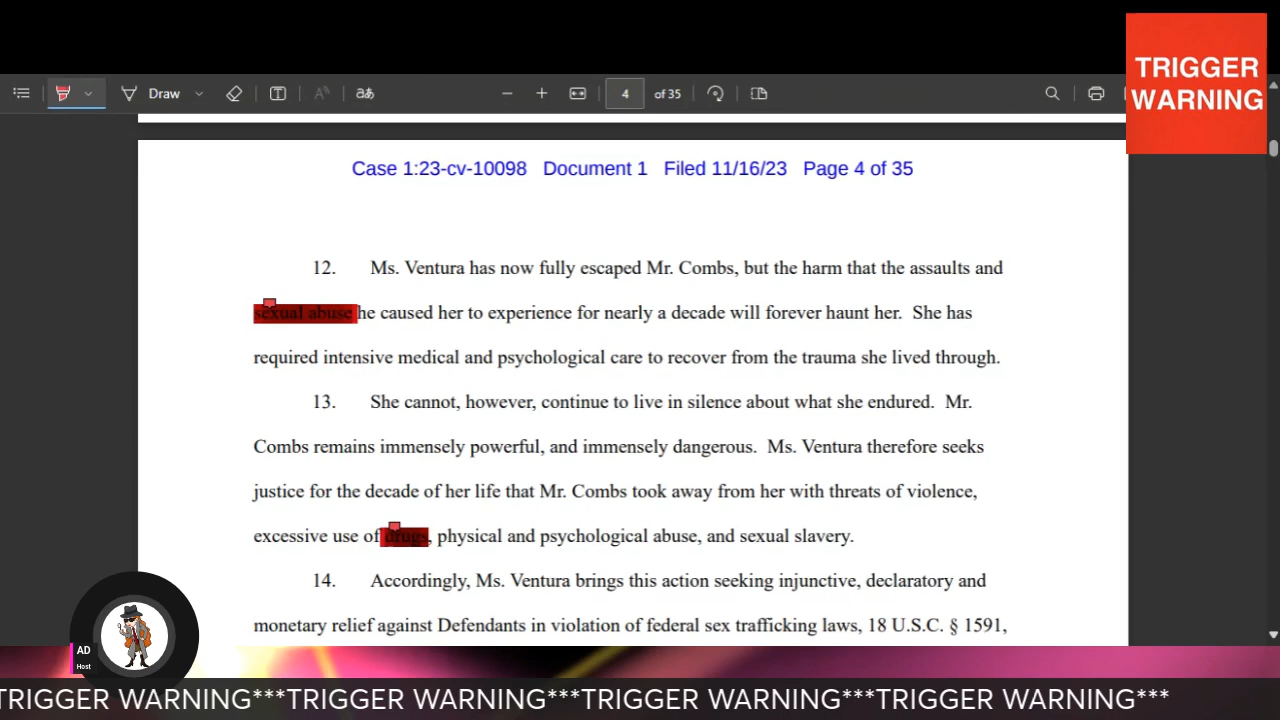 TRIGGER
WARNING
Draw
4 of 35
Case 1:23-cv-10098 Document 1 Filed 11/16/23 Page 4 of 35
12. Ms. Ventura has now fully escaped Mr. Combs, but the harm that the assaults and
sexual abuse he caused her to experience for nearly a decade will forever haunt her. She has
required intensive medical and psychological care to recover from the trauma she lived through.
13. She cannot, however, continue to live in silence about what she endured. Mr.
Combs remains immensely powerful, and immensely dangerous. Ms. Ventura therefore seeks
justice for the decade of her life that Mr. Combs took away from her with threats of violence,
excessive use of drugs, physical and psychological abuse, and sexual slavery.
14. Accordingly, Ms. Ventura brings this action seeking injunctive, declaratory and
monetary relief against Defendants in violation of federal sex trafficking laws, 18 U.S.C. § 1591,
AD
Host
TRIGGER WARNING***TRIGGER WARNING***TRIGGER WARNING***TRIGGER WARNING***